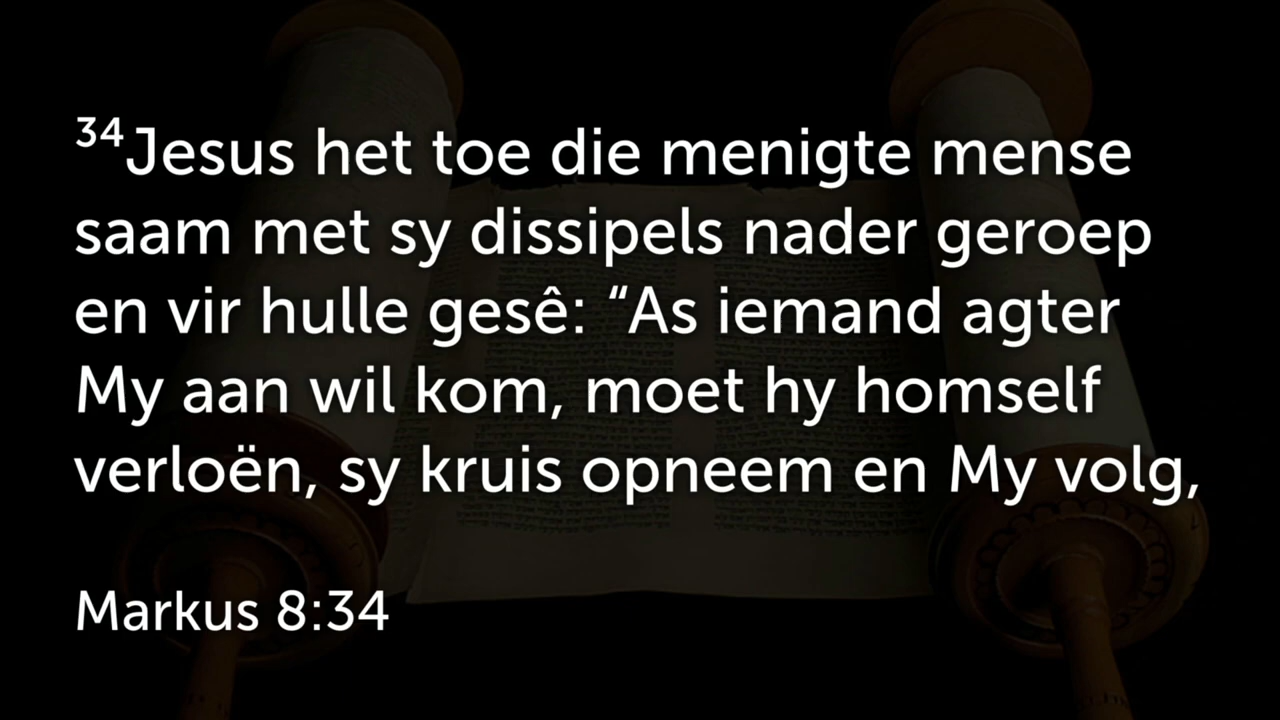 34Jesus het toe die menigte mense
saam met sy dissipels nader geroep
en vir hulle gesê: “As iemand agter
My aan wil kom, moet hy homself
verloën, sy kruis opneem en My volg,
Markus 8:34